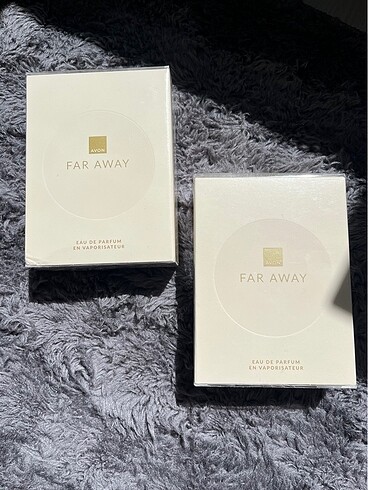 AVON
FAR AWAY
EAU DE PARFUM
EN VAPORISATEUR
FAR AWAY
EAU DE PARFUM
EN VAPORISATEUR